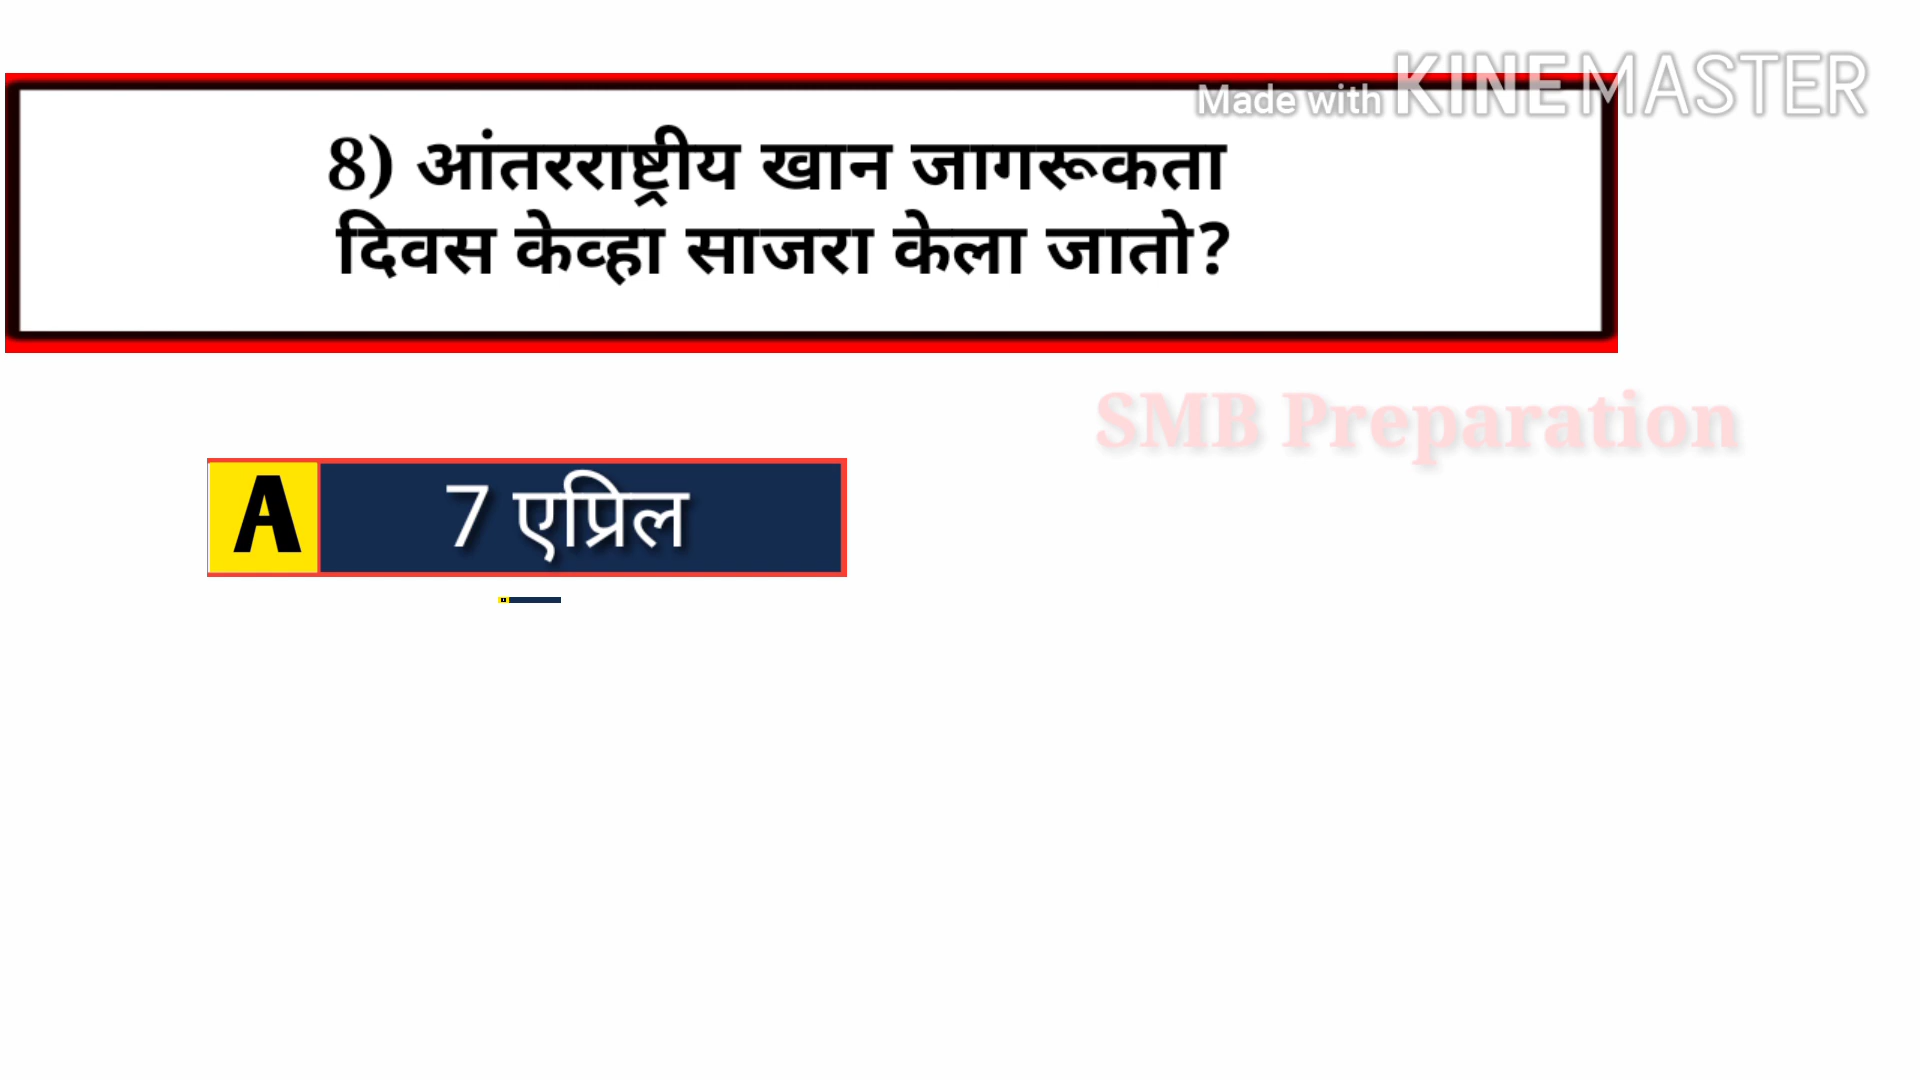 Made with KINEMASTER
8) आंतरराष्ट्रीय खान जागरूकता
दिवस केव्हा साजरा केला जातो?
SMB Preparation
A 7 एप्रिल